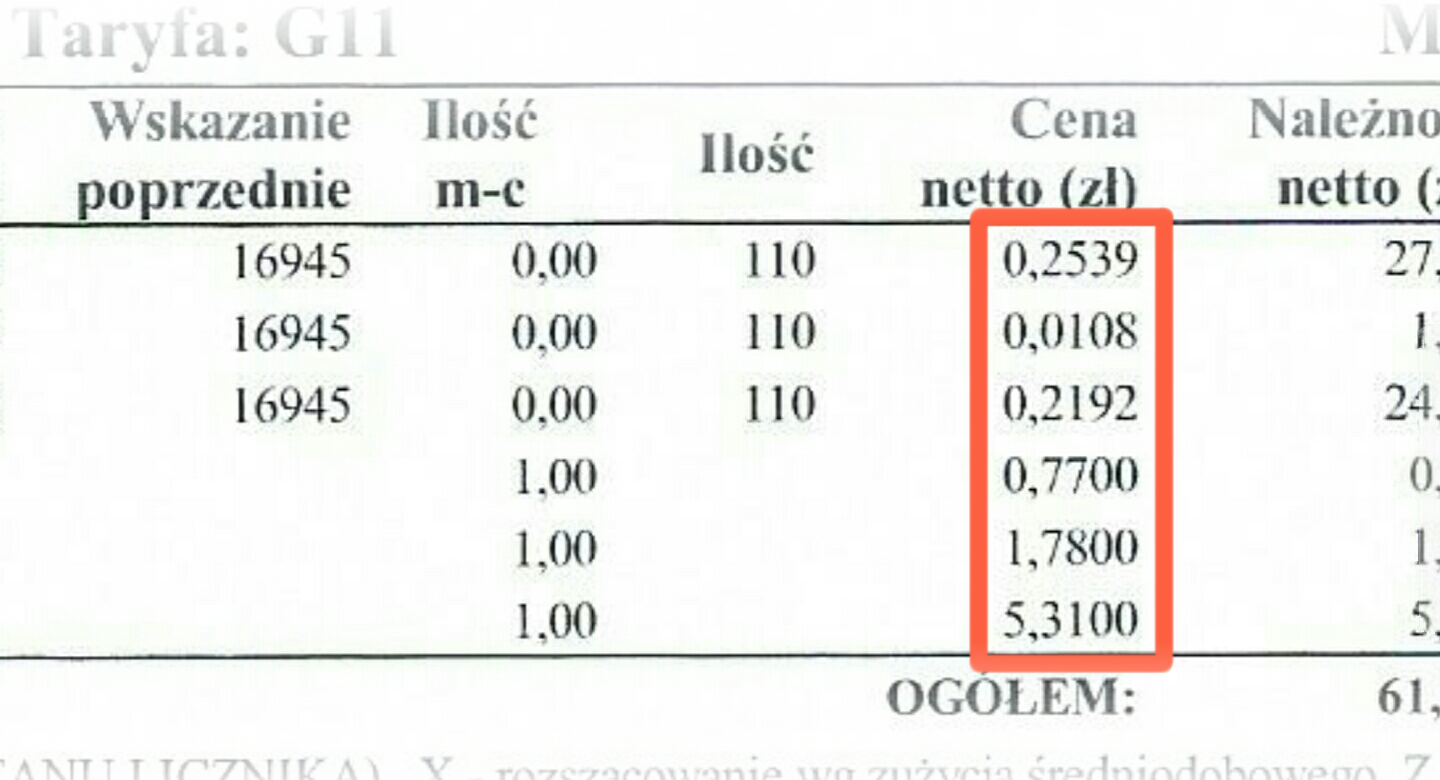 Taryfa: G11 M
Wskazanie poprzednie Ilość m-c Ilość Cena netto (zł) Należno netto (z
16945 0,00 110 0,2539 27,
16945 0,00 110 0,0108 1,
16945 0,00 110 0,2192 24,
1,00 0,7700 0,
1,00 1,7800 1,
1,00 5,3100 5,
OGÓŁEM: 61,
TANU LICZNIKA) X - rozszacowanie wg zużycia średniodobowego, Z